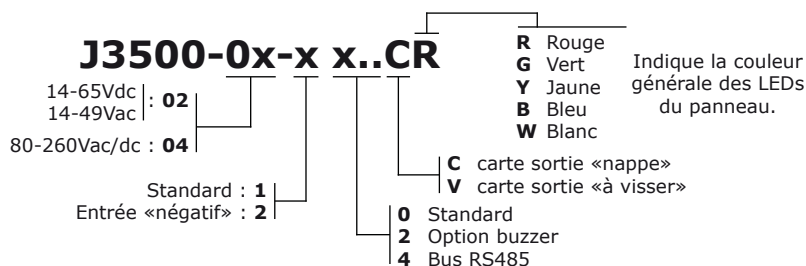 J3500-0x-x x..CR
14-65Vdc
14-49Vac
: 02
80-260Vac/dc : 04
Standard : 1
Entrée «négatif» : 2
R Rouge
G Vert
Y Jaune
B Bleu
W Blanc
Indique la couleur
générale des LEDs
du panneau.
C carte sortie «nappe»
V carte sortie «à visser»
0 Standard
2 Option buzzer
4 Bus RS485